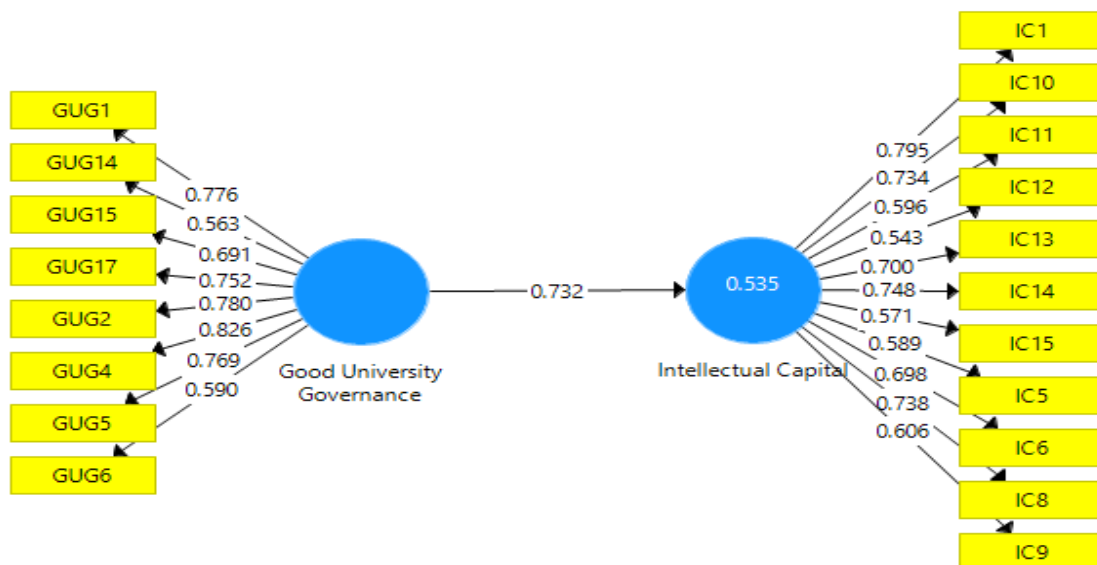 GUG1
GUG14
GUG15
GUG17
GUG2
GUG4
GUG5
GUG6
0.776
0.563
0.691
0.752
0.780
0.826
0.769
0.590
Good University
Governance
0.732
0.535
Intellectual Capital
0.795
0.734
0.596
0.543
0.700
0.748
0.571
0.589
0.698
0.738
0.606
IC1
IC10
IC11
IC12
IC13
IC14
IC15
IC5
IC6
IC8
IC9